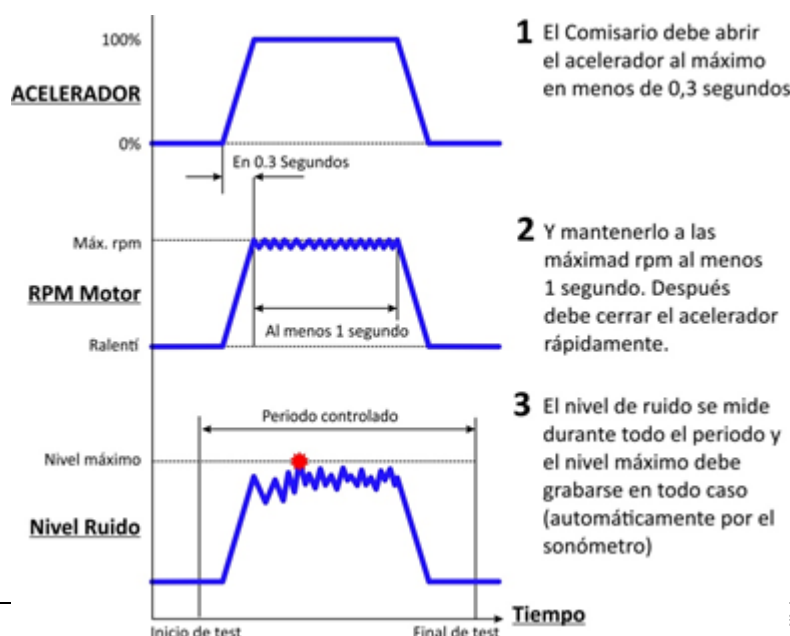 100%
ACELERADOR
0%
En 0.3 Segundos
1 El Comisario debe abrir
el acelerador al máximo
en menos de 0,3 segundos
Máx. rpm
RPM Motor
Ralentí
Al menos 1 segundo
2 Y mantenerlo a las
máximad rpm al menos
1 segundo. Después
debe cerrar el acelerador
rápidamente.
Periodo controlado
Nivel máximo
Nivel Ruido
3 El nivel de ruido se mide
durante todo el periodo y
el nivel máximo debe
grabarse en todo caso
(automáticamente por el
sonómetro)
Tiempo
Inicio de test
Final de test